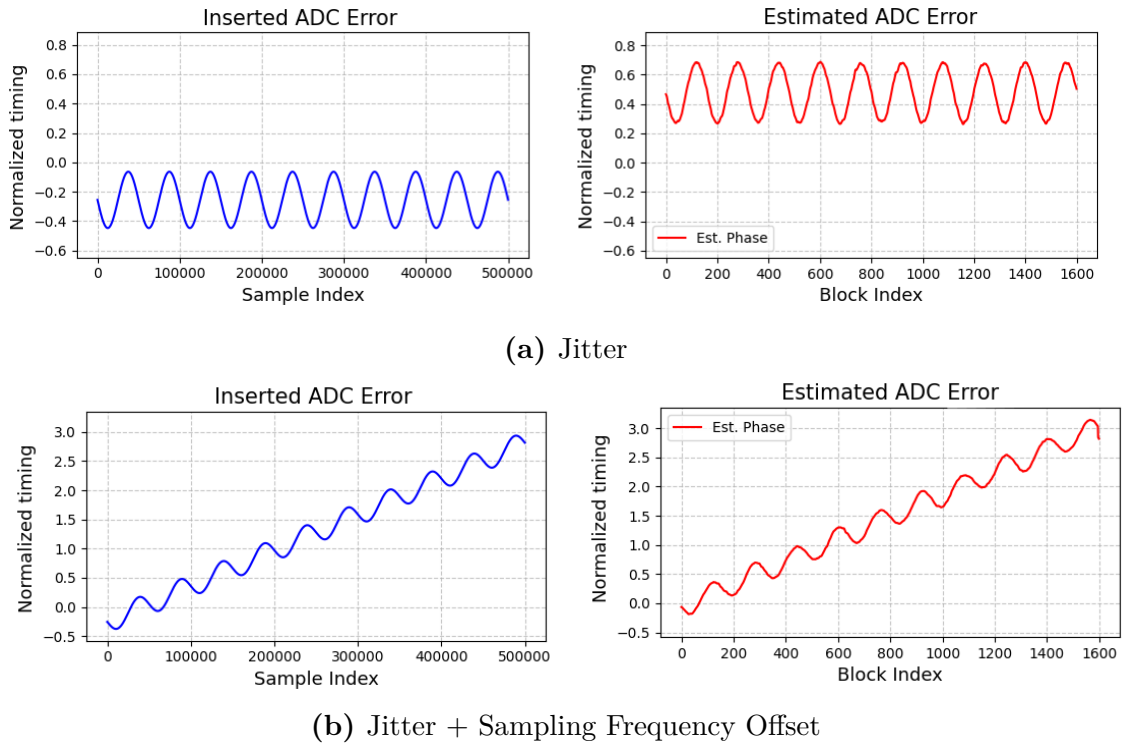 Inserted ADC Error
Estimated ADC Error
Normalized timing
0.8
0.6
0.4
0.2
0.0
−0.2
−0.4
−0.6
0 100000 200000 300000 400000 500000
Sample Index
Normalized timing
0.8
0.6
0.4
0.2
0.0
−0.2
−0.4
−0.6
Est. Phase
0 200 400 600 800 1000 1200 1400 1600
Block Index
(a) Jitter
Inserted ADC Error
Estimated ADC Error
Normalized timing
3.0
2.5
2.0
1.5
1.0
0.5
0.0
−0.5
0 100000 200000 300000 400000 500000
Sample Index
Normalized timing
3.0
2.5
2.0
1.5
1.0
0.5
0.0
−0.5
Est. Phase
0 200 400 600 800 1000 1200 1400 1600
Block Index
(b) Jitter + Sampling Frequency Offset